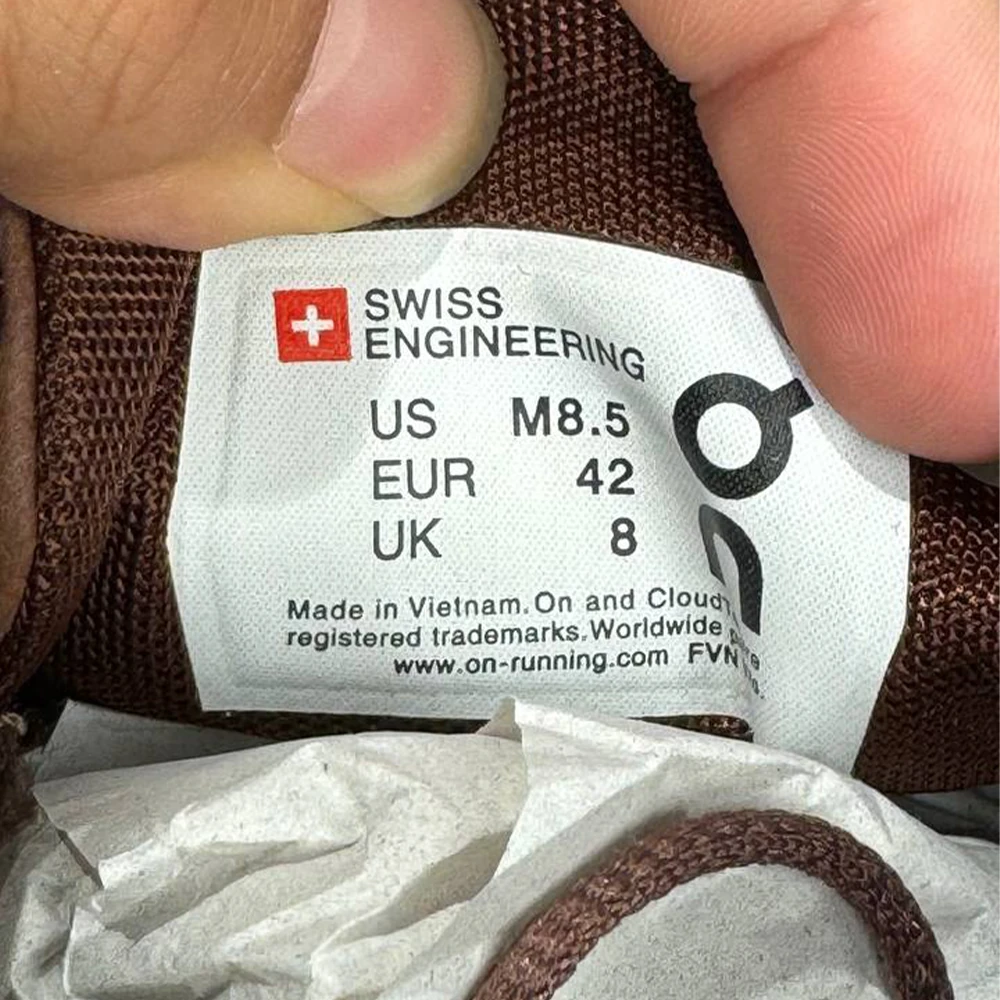 SWISS
ENGINEERING
US M8.5
EUR 42
UK 8
Made in Vietnam. On and Cloud
registered trademarks. Worldwide
www.on-running.com FVN
on